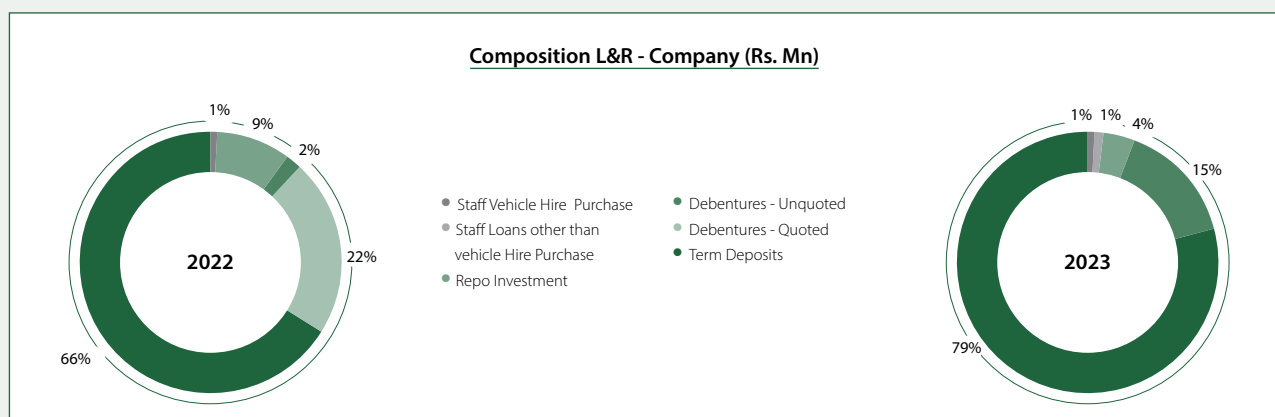 Composition L&R - Company (Rs. Mn)
1%
9%
2%
22%
66%
2022
Staff Vehicle Hire Purchase
Staff Loans other than
vehicle Hire Purchase
Repo Investment
Debentures - Unquoted
Debentures - Quoted
Term Deposits
1%
1%
4%
15%
79%
2023